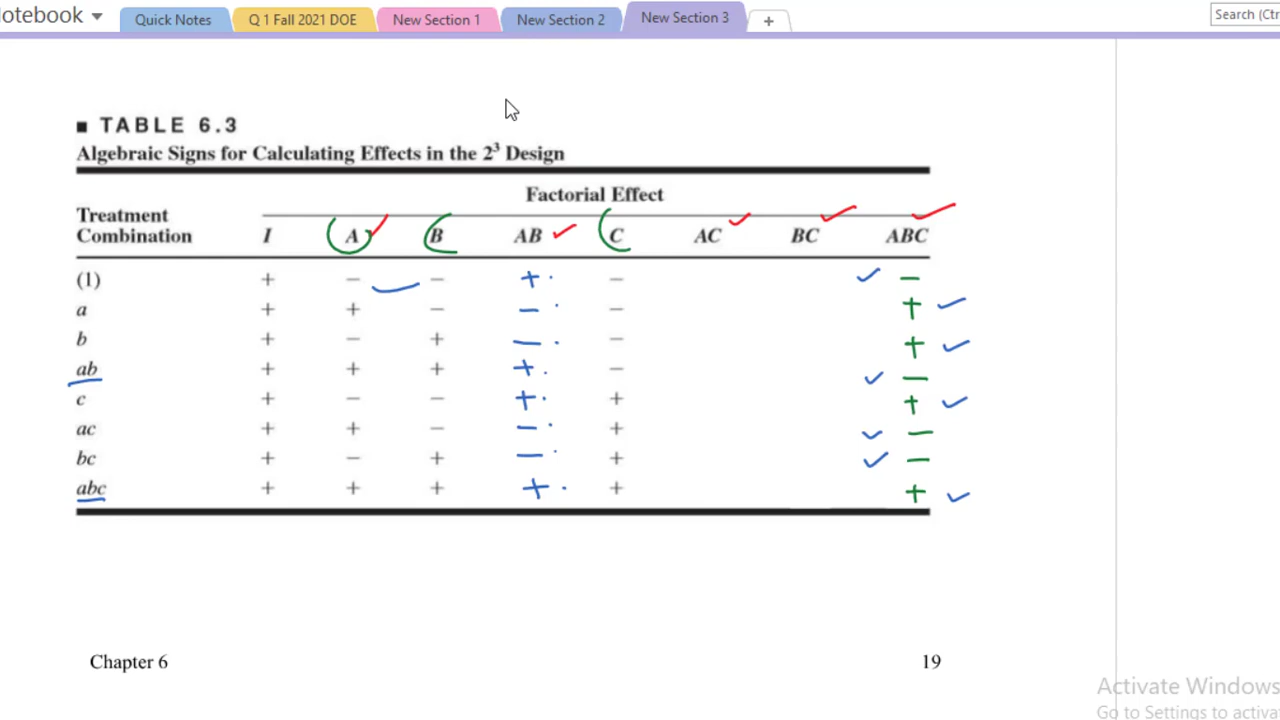 otebook
Quick Notes
Q 1 Fall 2021 DOE
New Section 1
New Section 2
New Section 3
+
Search (Ctr
■ TABLE 6.3
Algebraic Signs for Calculating Effects in the 2³ Design
Factorial Effect
Treatment
Combination I A B AB C AC BC ABC
(1) + − − + − −
a + + − − − +
b + − + − − +
ab + + + + − −
c + − − + + +
ac + + − − + −
bc + − + − + −
abc + + + + + +
Chapter 6 19
Activate Windows
Go to Settings to activa